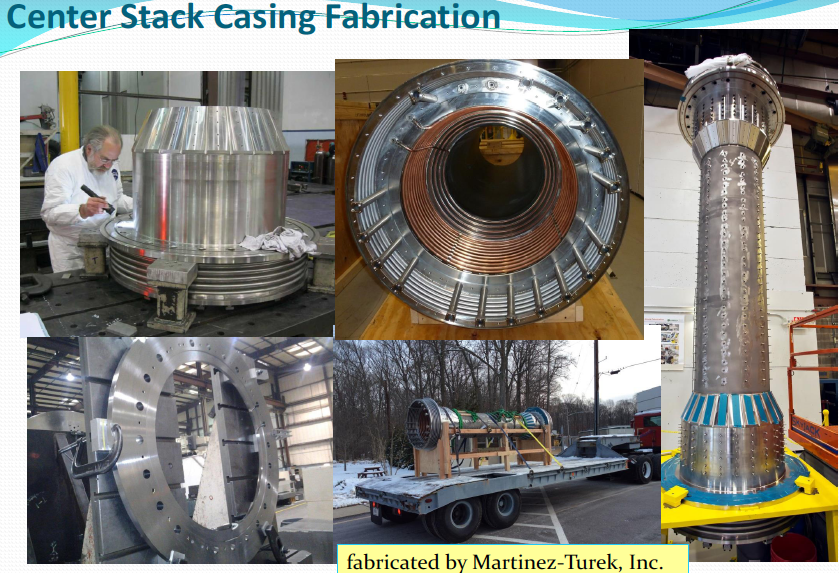 Center Stack Casing Fabrication
fabricated by Martinez-Turek, Inc.